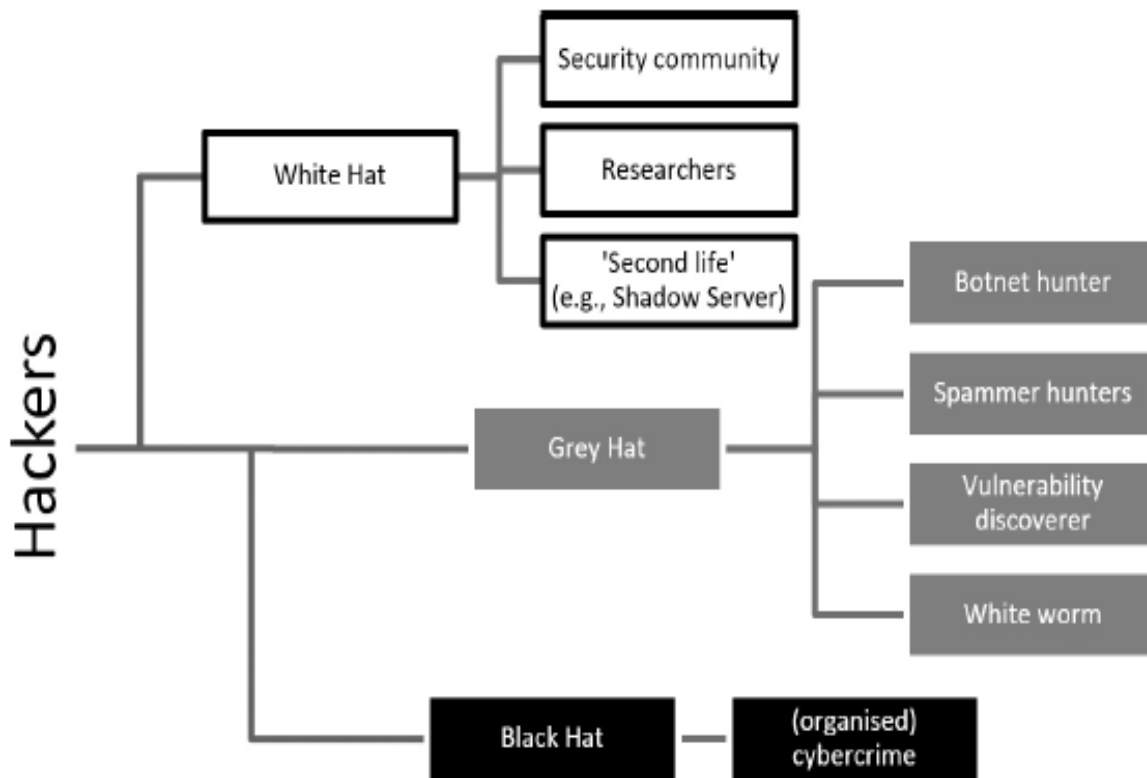 Hackers
White Hat
Security community
Researchers
'Second life'
(e.g., Shadow Server)
Grey Hat
Botnet hunter
Spammer hunters
Vulnerability
discoverer
White worm
Black Hat
(organised)
cybercrime